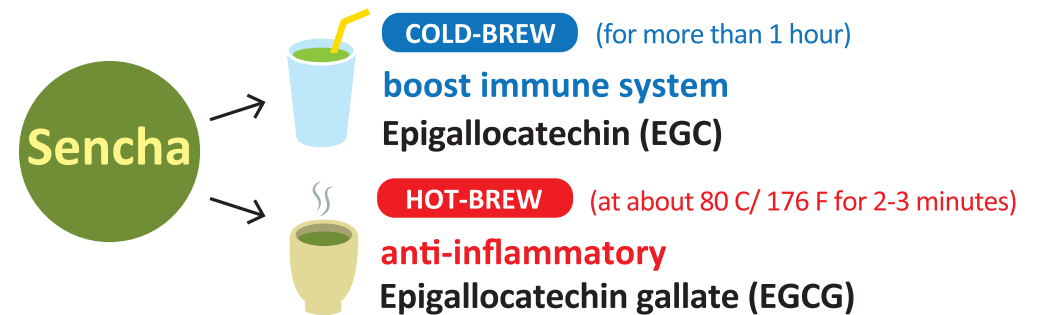 Sencha
COLD-BREW (for more than 1 hour)
boost immune system
Epigallocatechin (EGC)
HOT-BREW (at about 80 C/ 176 F for 2-3 minutes)
anti-inflammatory
Epigallocatechin gallate (EGCG)